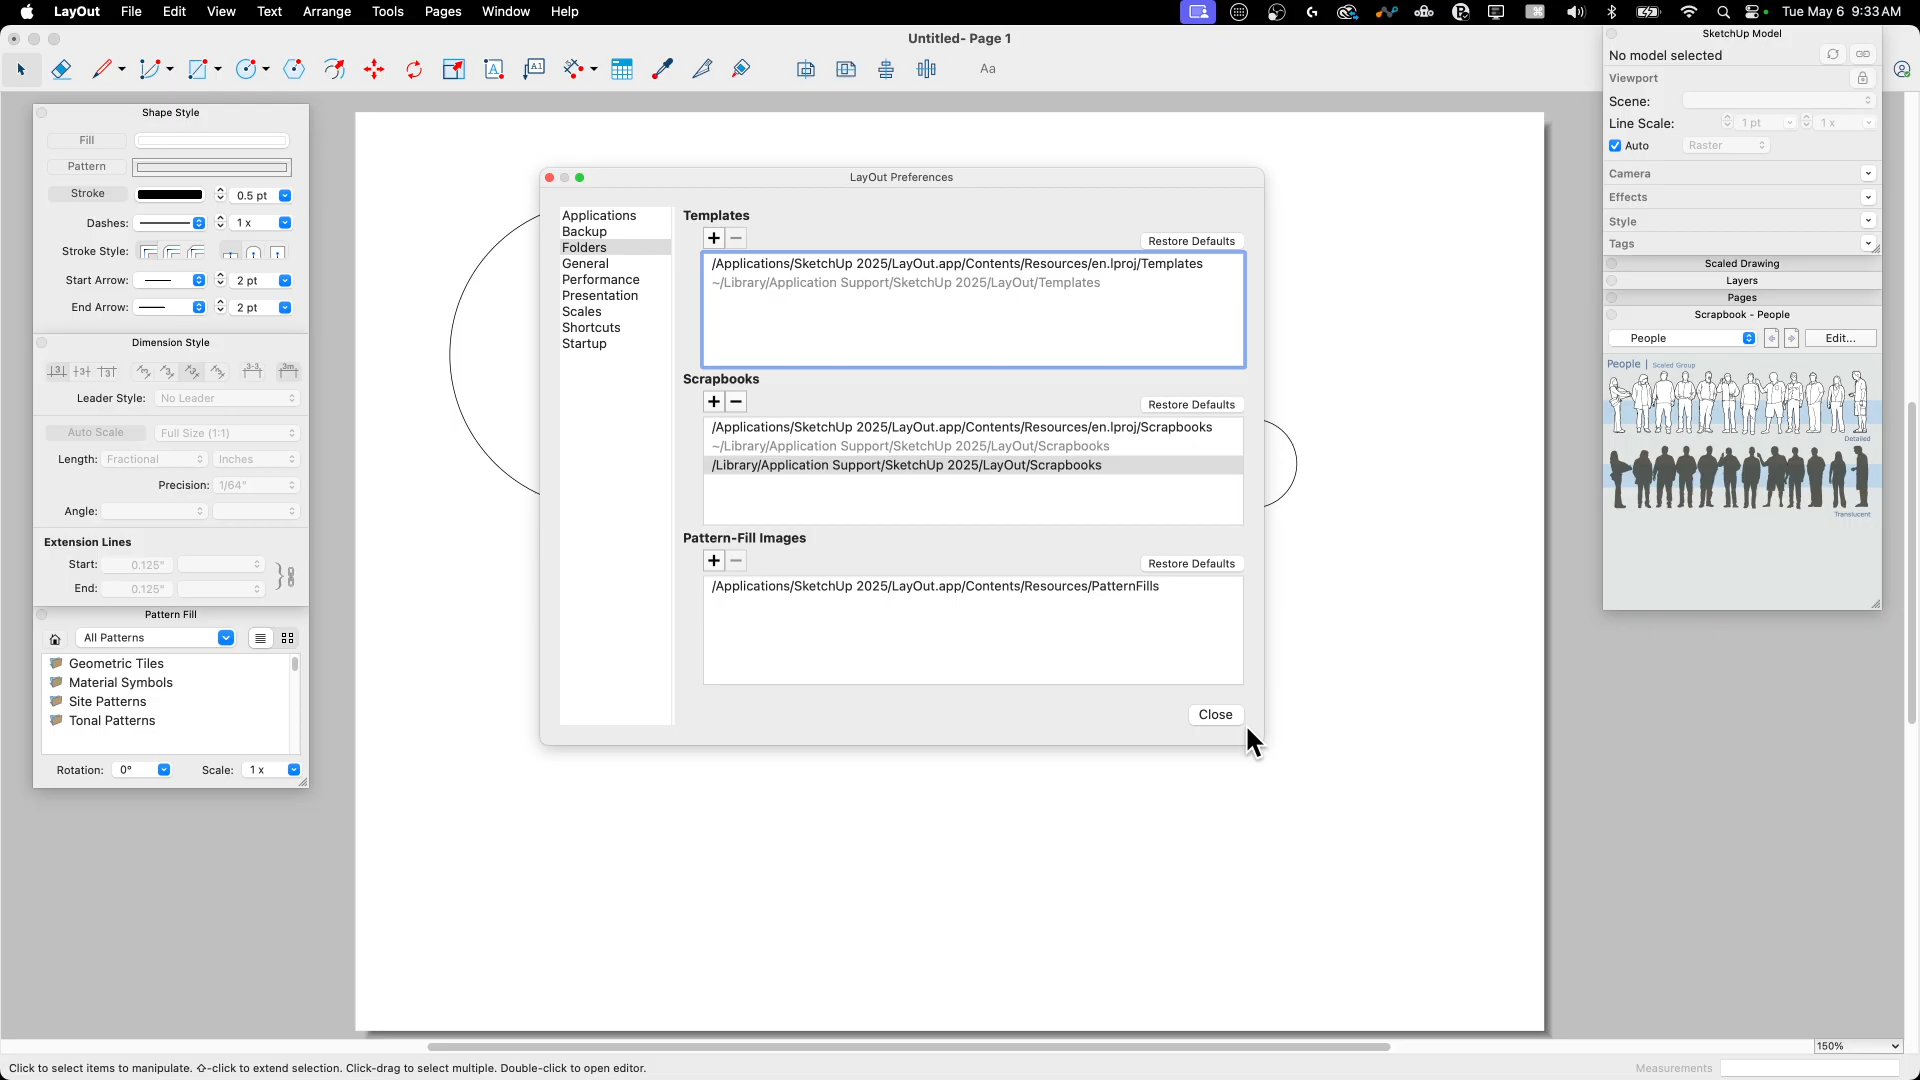 LayOut File Edit View Text Arrange Tools Pages Window Help
Tue May 6 9:33 AM
Untitled- Page 1
Aa
Shape Style
Fill
Pattern
Stroke 0.5 pt
Dashes: 1 x
Stroke Style:
Start Arrow: 2 pt
End Arrow: 2 pt
Dimension Style
Leader Style: No Leader
Auto Scale Full Size (1:1)
Length: Fractional Inches
Precision: 1/64"
Angle:
Extension Lines
Start: 0.125"
End: 0.125"
Pattern Fill
All Patterns
Geometric Tiles
Material Symbols
Site Patterns
Tonal Patterns
Rotation: 0° Scale: 1 x
LayOut Preferences
Applications
Backup
Folders
General
Performance
Presentation
Scales
Shortcuts
Startup
Templates
Restore Defaults
/Applications/SketchUp 2025/LayOut.app/Contents/Resources/en.lproj/Templates
~/Library/Application Support/SketchUp 2025/LayOut/Templates
Scrapbooks
Restore Defaults
/Applications/SketchUp 2025/LayOut.app/Contents/Resources/en.lproj/Scrapbooks
~/Library/Application Support/SketchUp 2025/LayOut/Scrapbooks
/Library/Application Support/SketchUp 2025/LayOut/Scrapbooks
Pattern-Fill Images
Restore Defaults
/Applications/SketchUp 2025/LayOut.app/Contents/Resources/PatternFills
Close
SketchUp Model
No model selected
Viewport
Scene:
Line Scale: 1 pt 1 x
Auto Raster
Camera
Effects
Style
Tags
Scaled Drawing
Layers
Pages
Scrapbook - People
People Edit...
People | Scaled Group
Detailed
Translucent
150%
Click to select items to manipulate. ⇧-click to extend selection. Click-drag to select multiple. Double-click to open editor.
Measurements